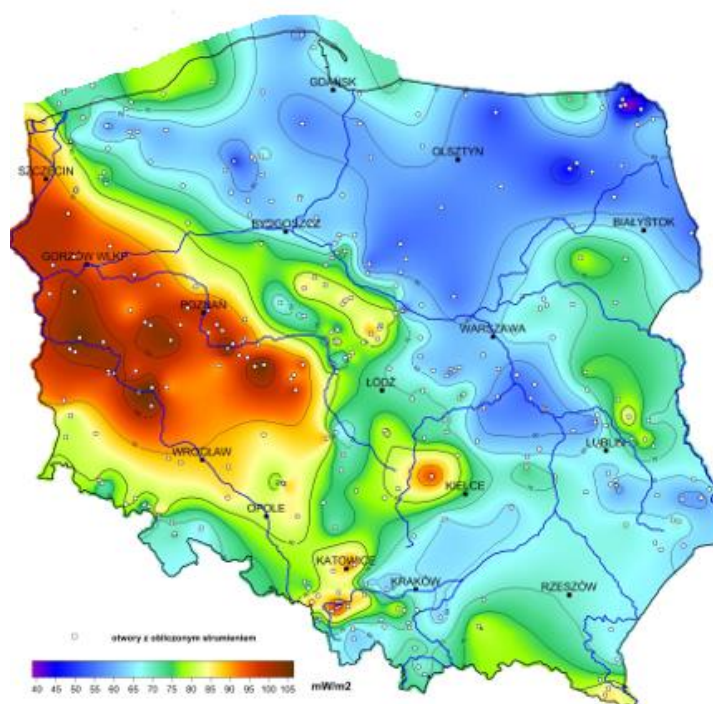 GDAŃSK
OLSZTYN
SZCZECIN
BIAŁYSTOK
BYDGOSZCZ
GORZÓW WLKP
POZNAŃ
WARSZAWA
ŁÓDŹ
LUBLIN
WROCŁAW
KIELCE
OPOLE
KATOWICE
KRAKÓW
RZESZÓW
otwory z obliczonym strumieniem
40 45 50 55 60 65 70 75 80 85 90 95 100 105 mW/m2